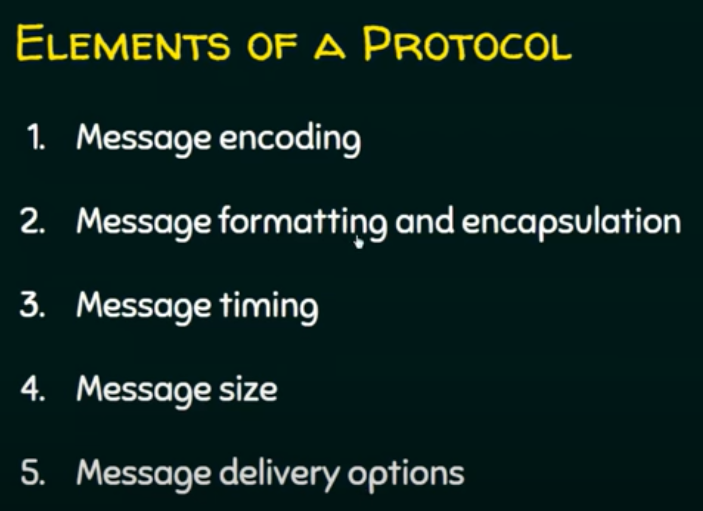 ELEMENTS OF A PROTOCOL
1. Message encoding
2. Message formatting and encapsulation
3. Message timing
4. Message size
5. Message delivery options